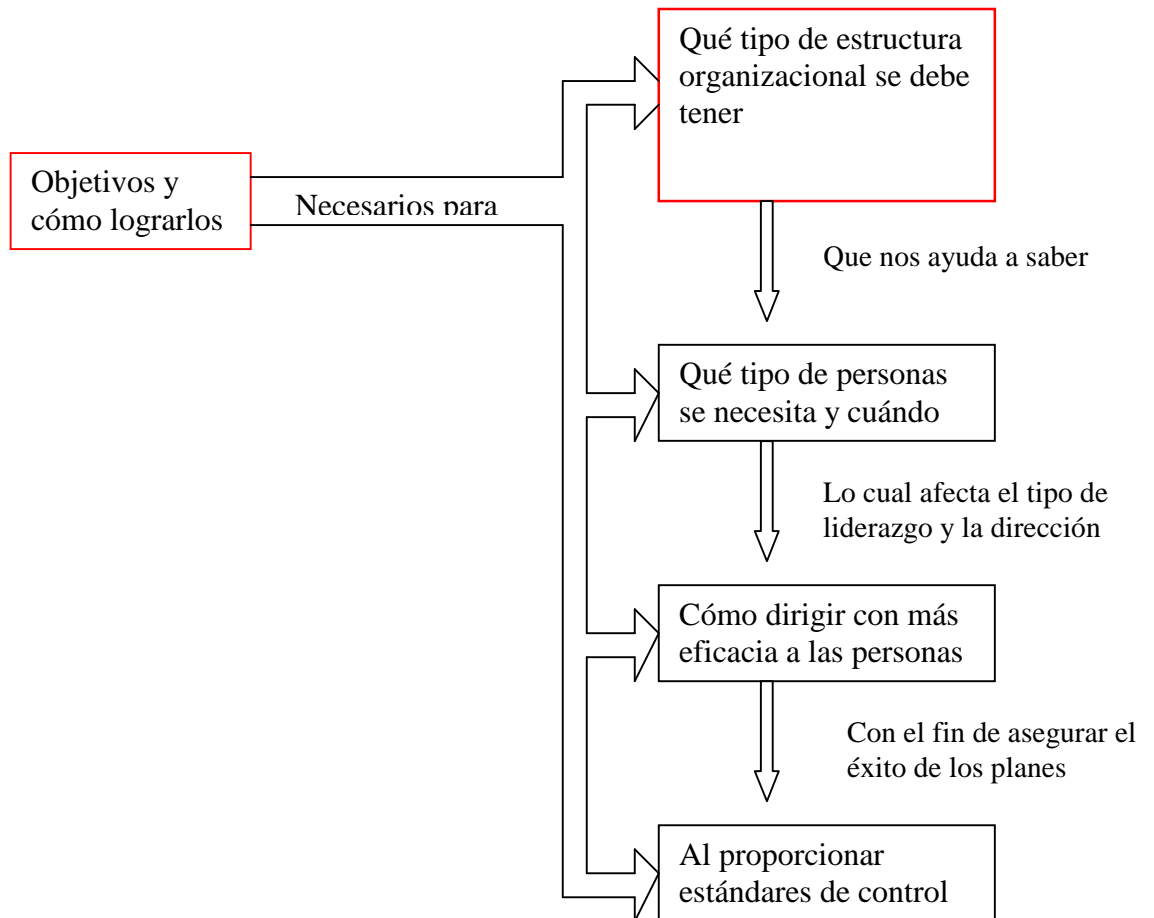 Qué tipo de estructura
organizacional se debe
tener
Objetivos y
cómo lograrlos
Necesarios para
Que nos ayuda a saber
Qué tipo de personas
se necesita y cuándo
Lo cual afecta el tipo de
liderazgo y la dirección
Cómo dirigir con más
eficacia a las personas
Con el fin de asegurar el
éxito de los planes
Al proporcionar
estándares de control